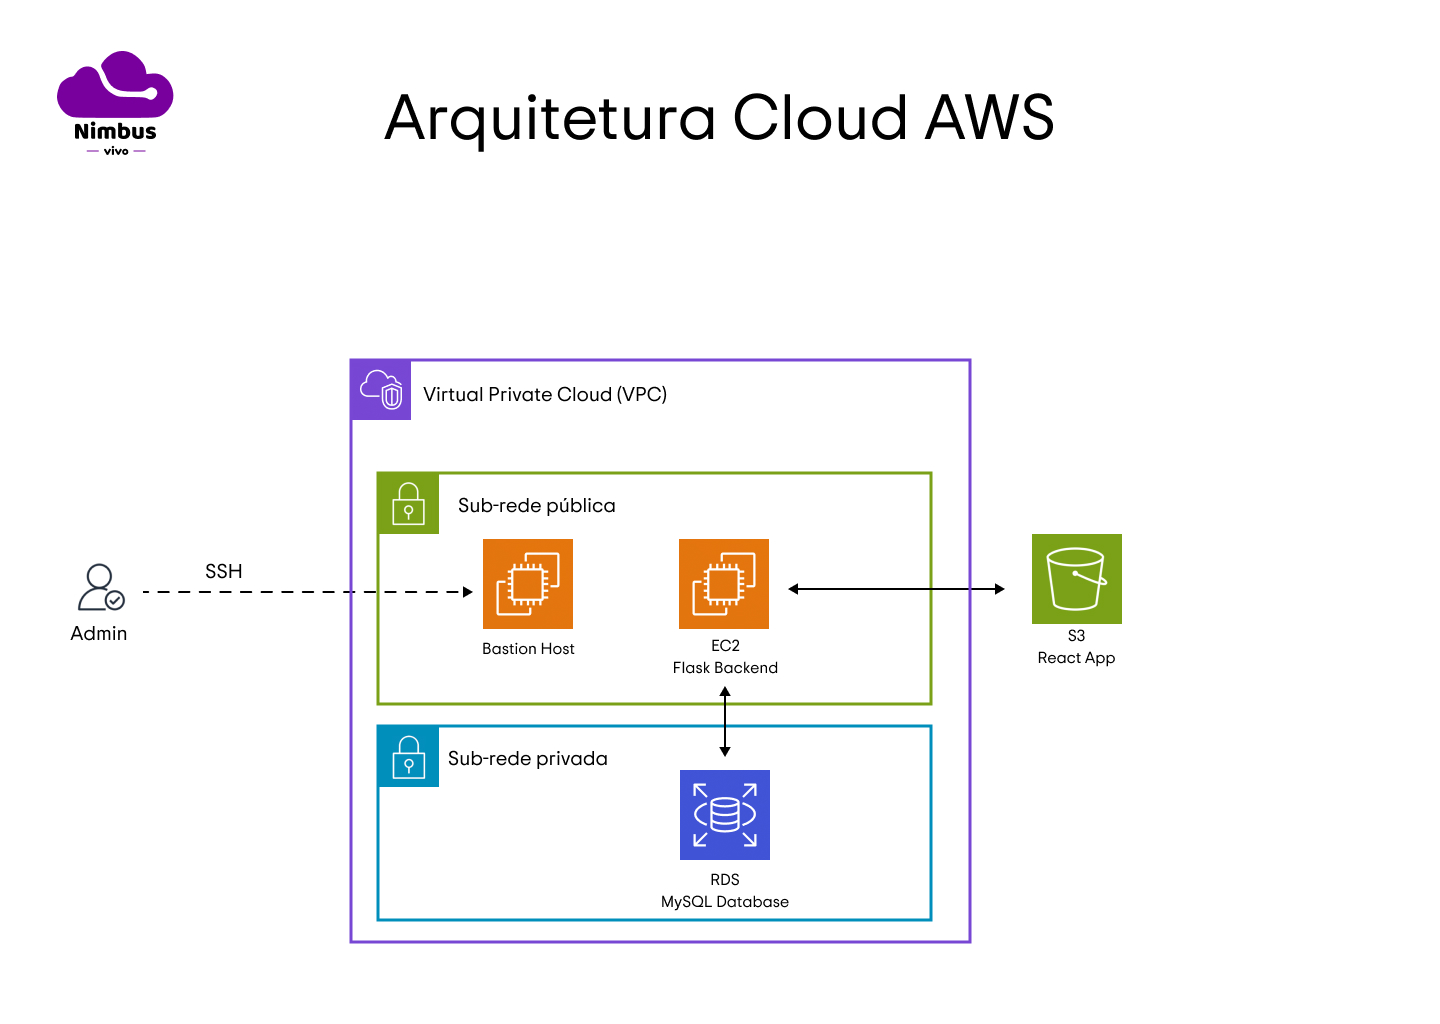 Nimbus
vivo
Arquitetura Cloud AWS
Virtual Private Cloud (VPC)
Sub-rede pública
SSH
Admin
Bastion Host
EC2
Flask Backend
S3
React App
Sub-rede privada
RDS
MySQL Database